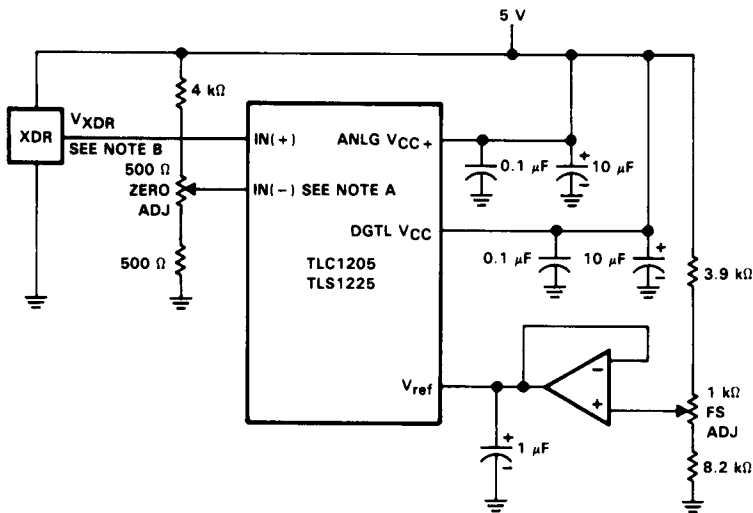 5 V
4 kΩ
XDR
VXDR
SEE NOTE B
500 Ω
ZERO
ADJ
500 Ω
IN(+)
ANLG VCC+
IN(-) SEE NOTE A
DGTL VCC
TLC1205
TLS1225
Vref
0.1 μF
+
10 μF
-
0.1 μF
10 μF
+
-
3.9 kΩ
-
+
1 kΩ
FS
ADJ
8.2 kΩ
+
1 μF
-